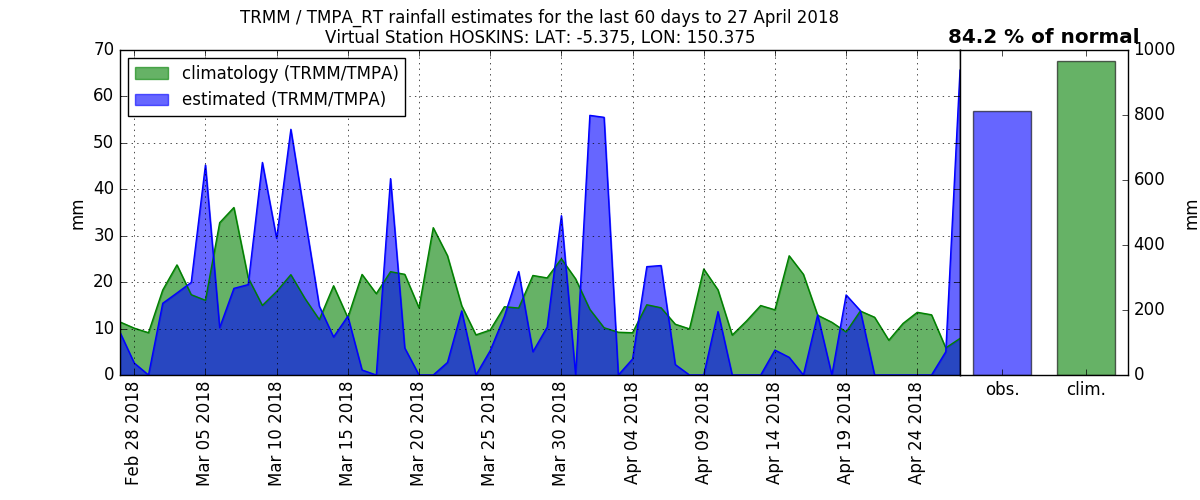 TRMM / TMPA_RT rainfall estimates for the last 60 days to 27 April 2018
Virtual Station HOSKINS: LAT: -5.375, LON: 150.375
84.2 % of normal
climatology (TRMM/TMPA)
estimated (TRMM/TMPA)
mm
70
60
50
40
30
20
10
0
Feb 28 2018
Mar 05 2018
Mar 10 2018
Mar 15 2018
Mar 20 2018
Mar 25 2018
Mar 30 2018
Apr 04 2018
Apr 09 2018
Apr 14 2018
Apr 19 2018
Apr 24 2018
obs.
clim.
1000
800
600
400
200
0
mm